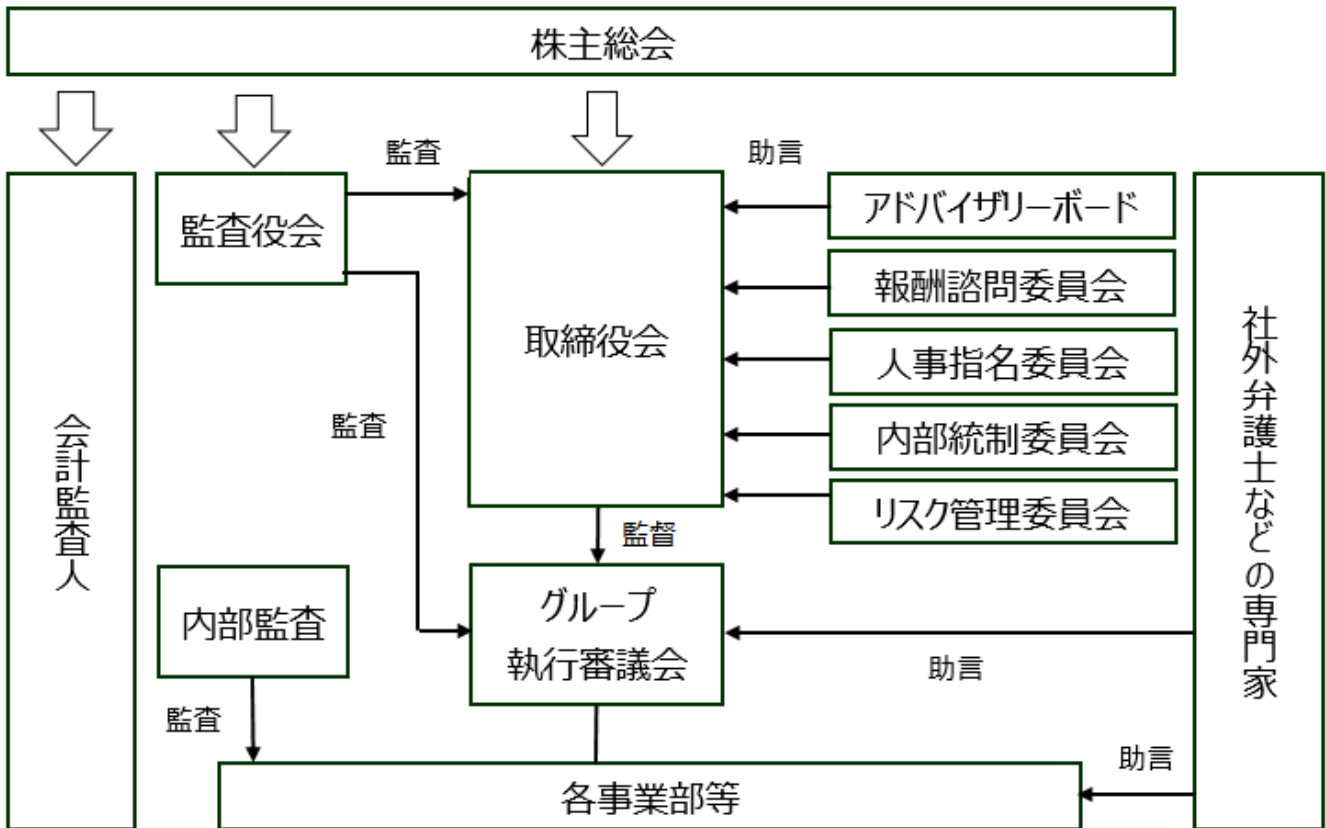 株主総会
監査
助言
監査役会
取締役会
アドバイザリーボード
報酬諮問委員会
人事指名委員会
内部統制委員会
リスク管理委員会
会計監査人
社外弁護士などの専門家
監査
監督
内部監査
グループ
執行審議会
助言
監査
助言
各事業部等